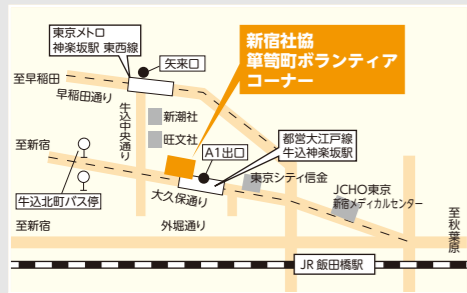 東京メトロ
神楽坂駅 東西線
矢来口
新宿社協
箪笥町ボランティア
コーナー
至早稲田
早稲田通り
牛込中央通り
新潮社
旺文社
都営大江戸線
牛込神楽坂駅
至新宿
A1出口
東京シティ信金
大久保通り
牛込北町バス停
JCHO東京
新宿メディカルセンター
至新宿
外堀通り
至秋葉原
JR 飯田橋駅